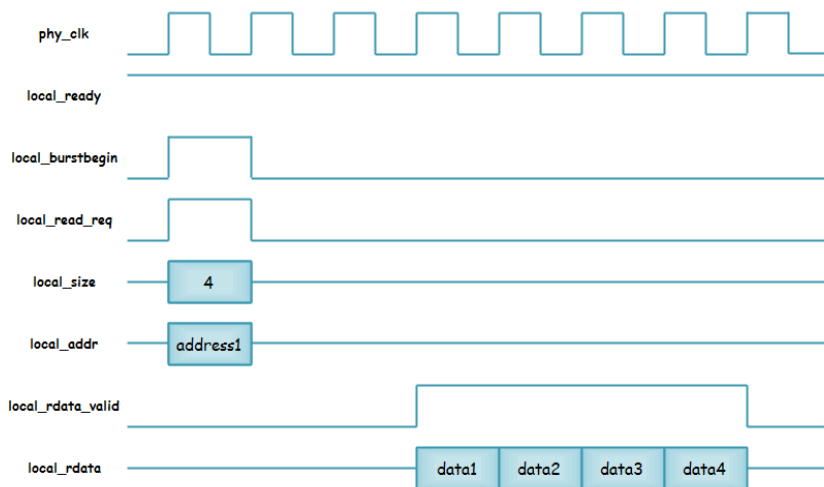 phy_clk
local_ready
local_burstbegin
local_read_req
local_size 4
local_addr address1
local_rdata_valid
local_rdata data1 data2 data3 data4